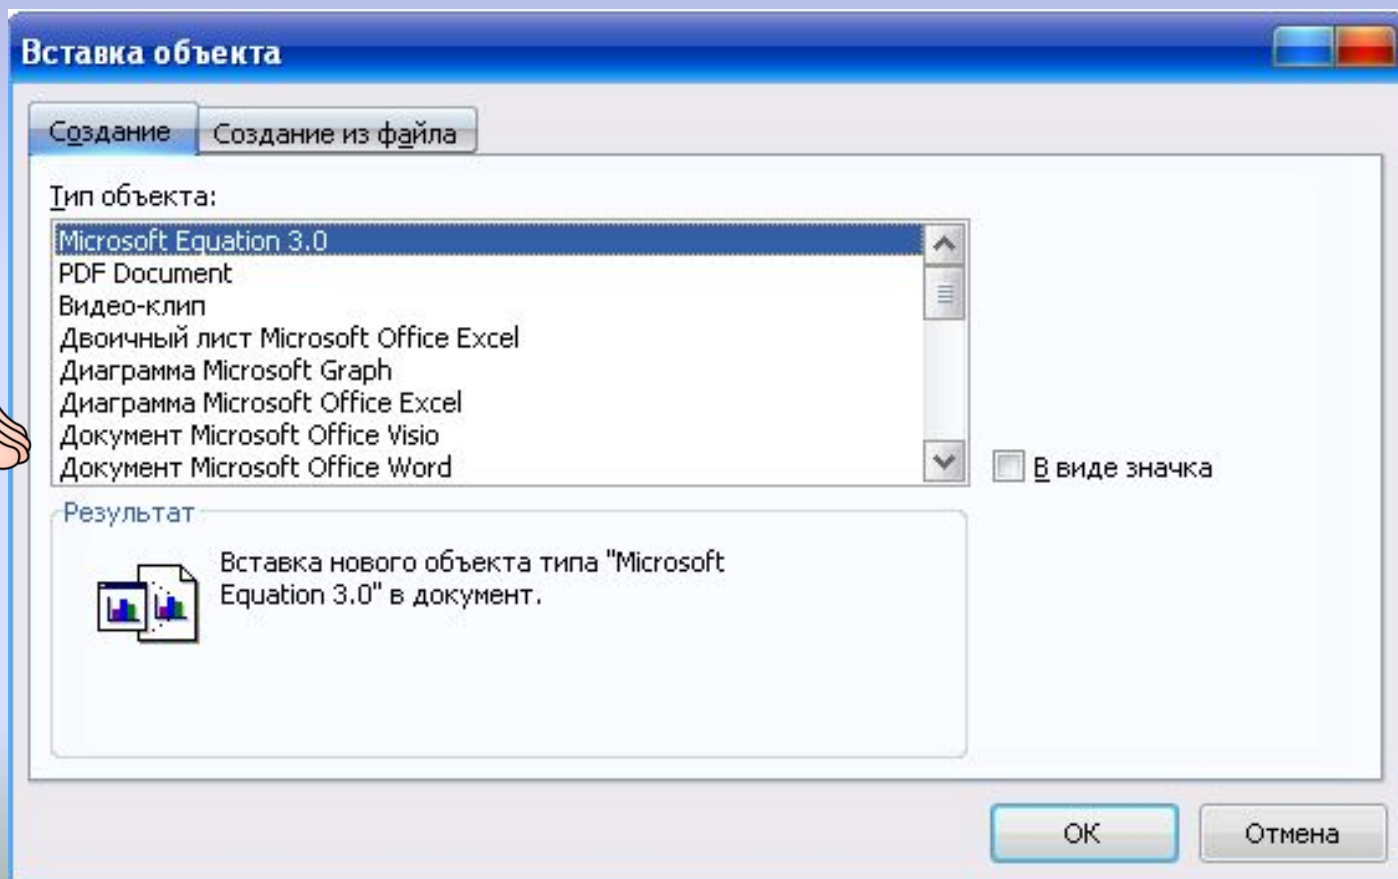 Вставка объекта
Создание
Создание из файла
Тип объекта:
Microsoft Equation 3.0
PDF Document
Видео-клип
Двоичный лист Microsoft Office Excel
Диаграмма Microsoft Graph
Диаграмма Microsoft Office Excel
Документ Microsoft Office Visio
Документ Microsoft Office Word
В виде значка
Результат
Вставка нового объекта типа "Microsoft
Equation 3.0" в документ.
ОК
Отмена